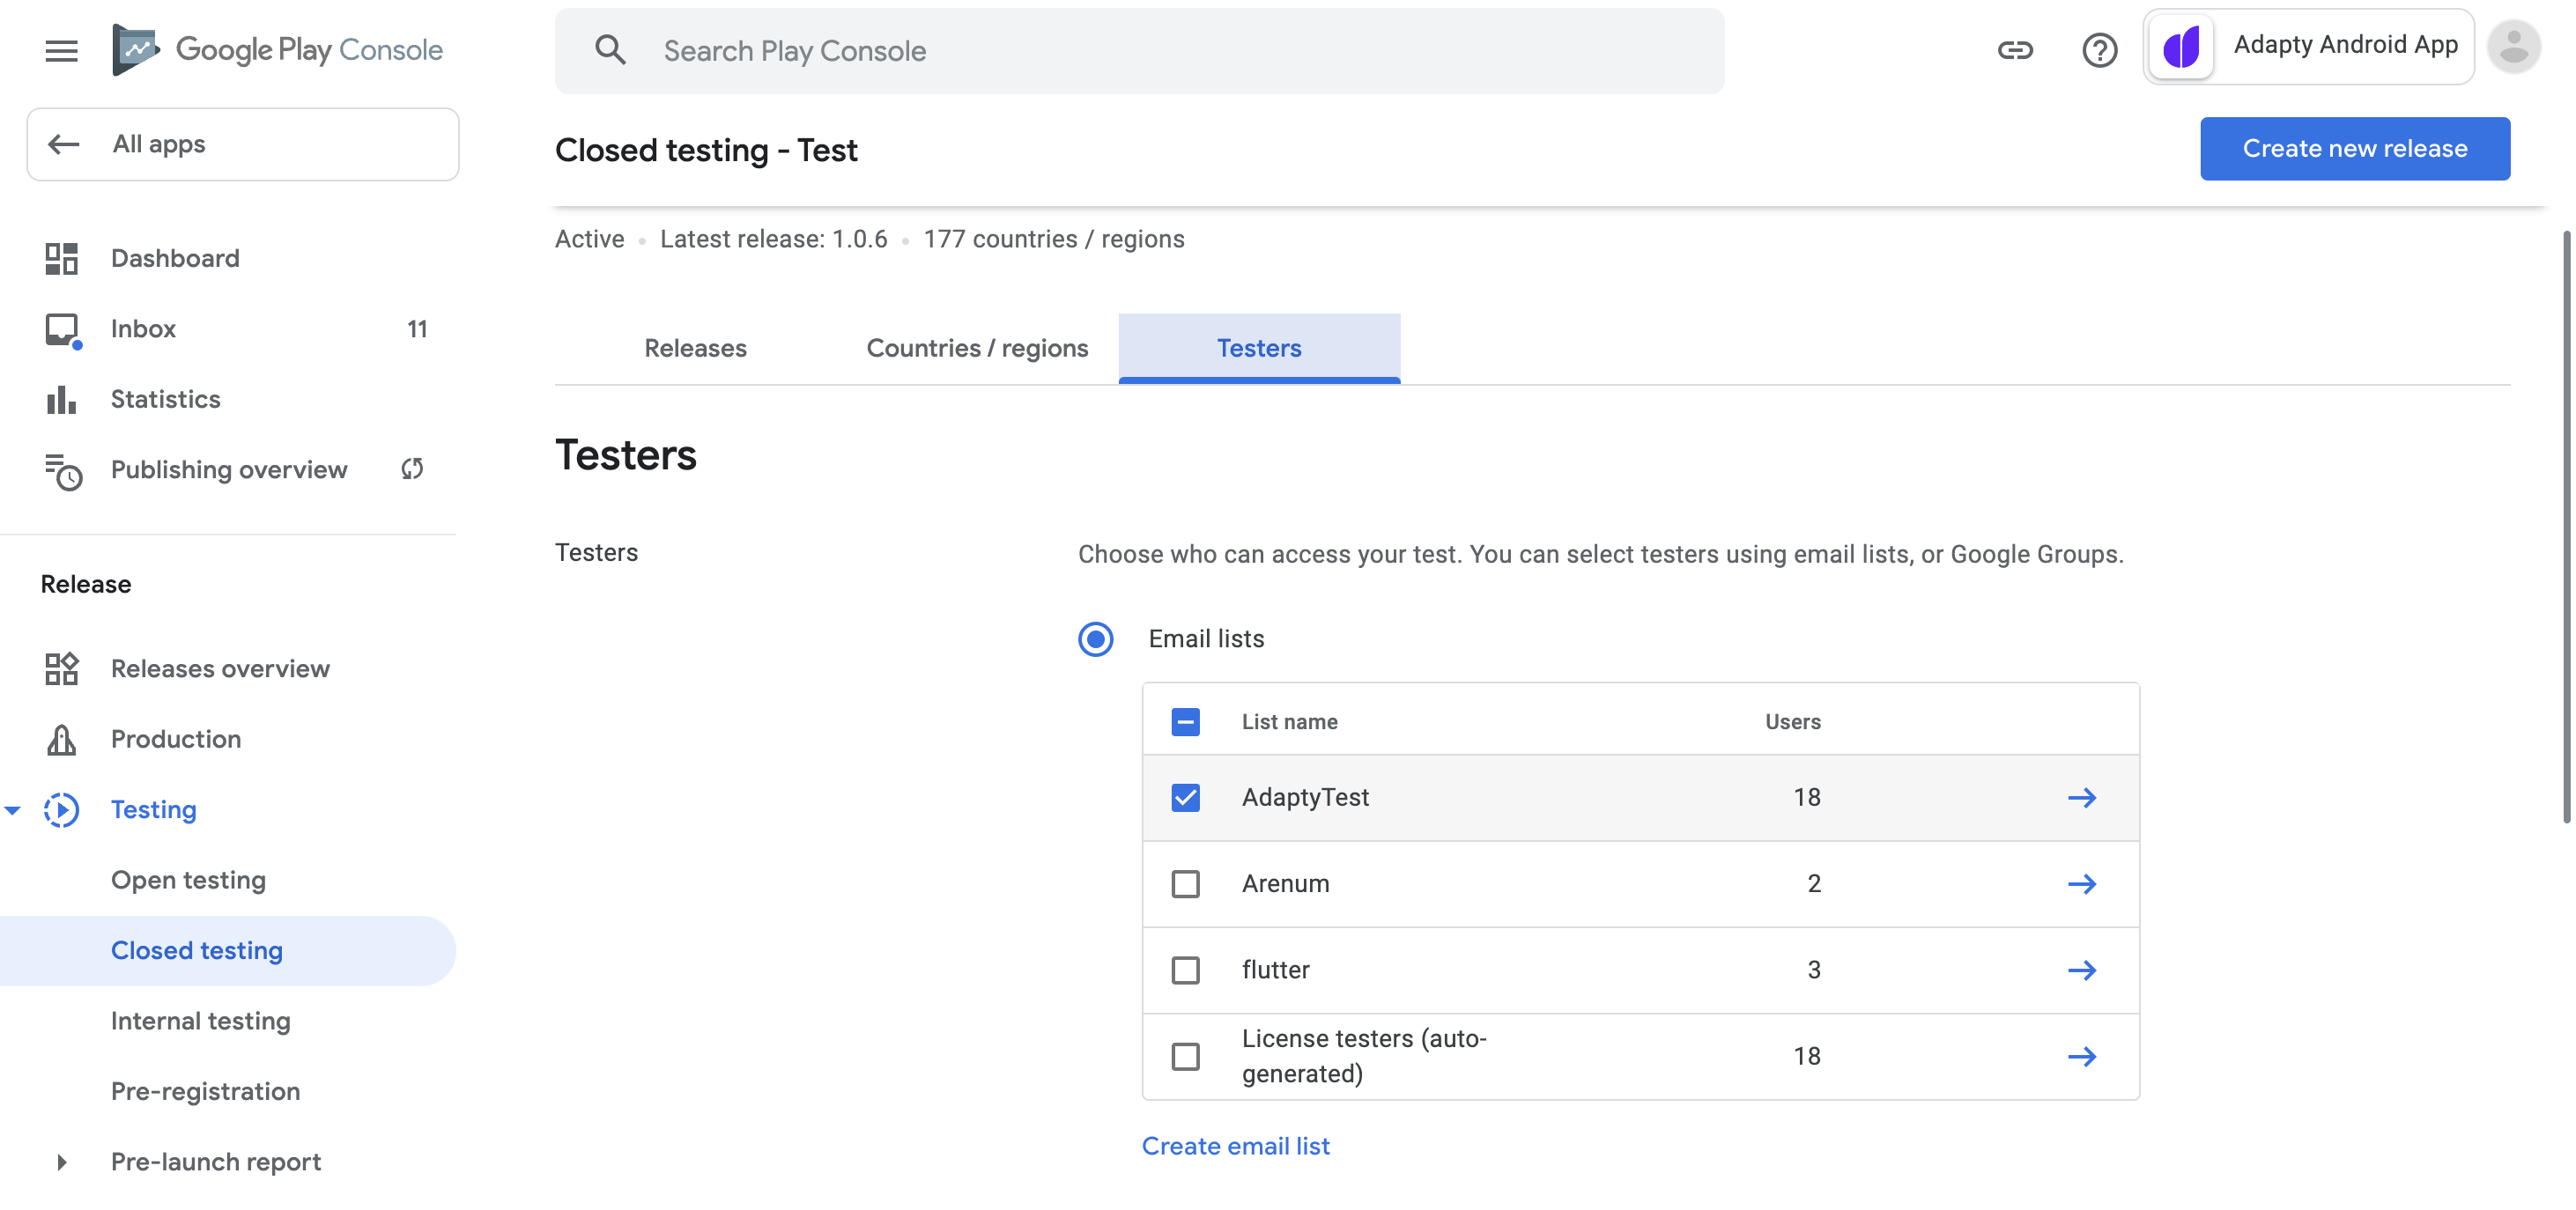 Google Play Console
Search Play Console
Adapty Android App
All apps
Closed testing - Test
Create new release
Active • Latest release: 1.0.6 • 177 countries / regions
Dashboard
Inbox 11
Statistics
Publishing overview
Release
Releases overview
Production
Testing
Open testing
Closed testing
Internal testing
Pre-registration
Pre-launch report
Releases Countries / regions Testers
Testers
Testers
Choose who can access your test. You can select testers using email lists, or Google Groups.
Email lists
List name Users
AdaptyTest 18
Arenum 2
flutter 3
License testers (auto-
generated) 18
Create email list